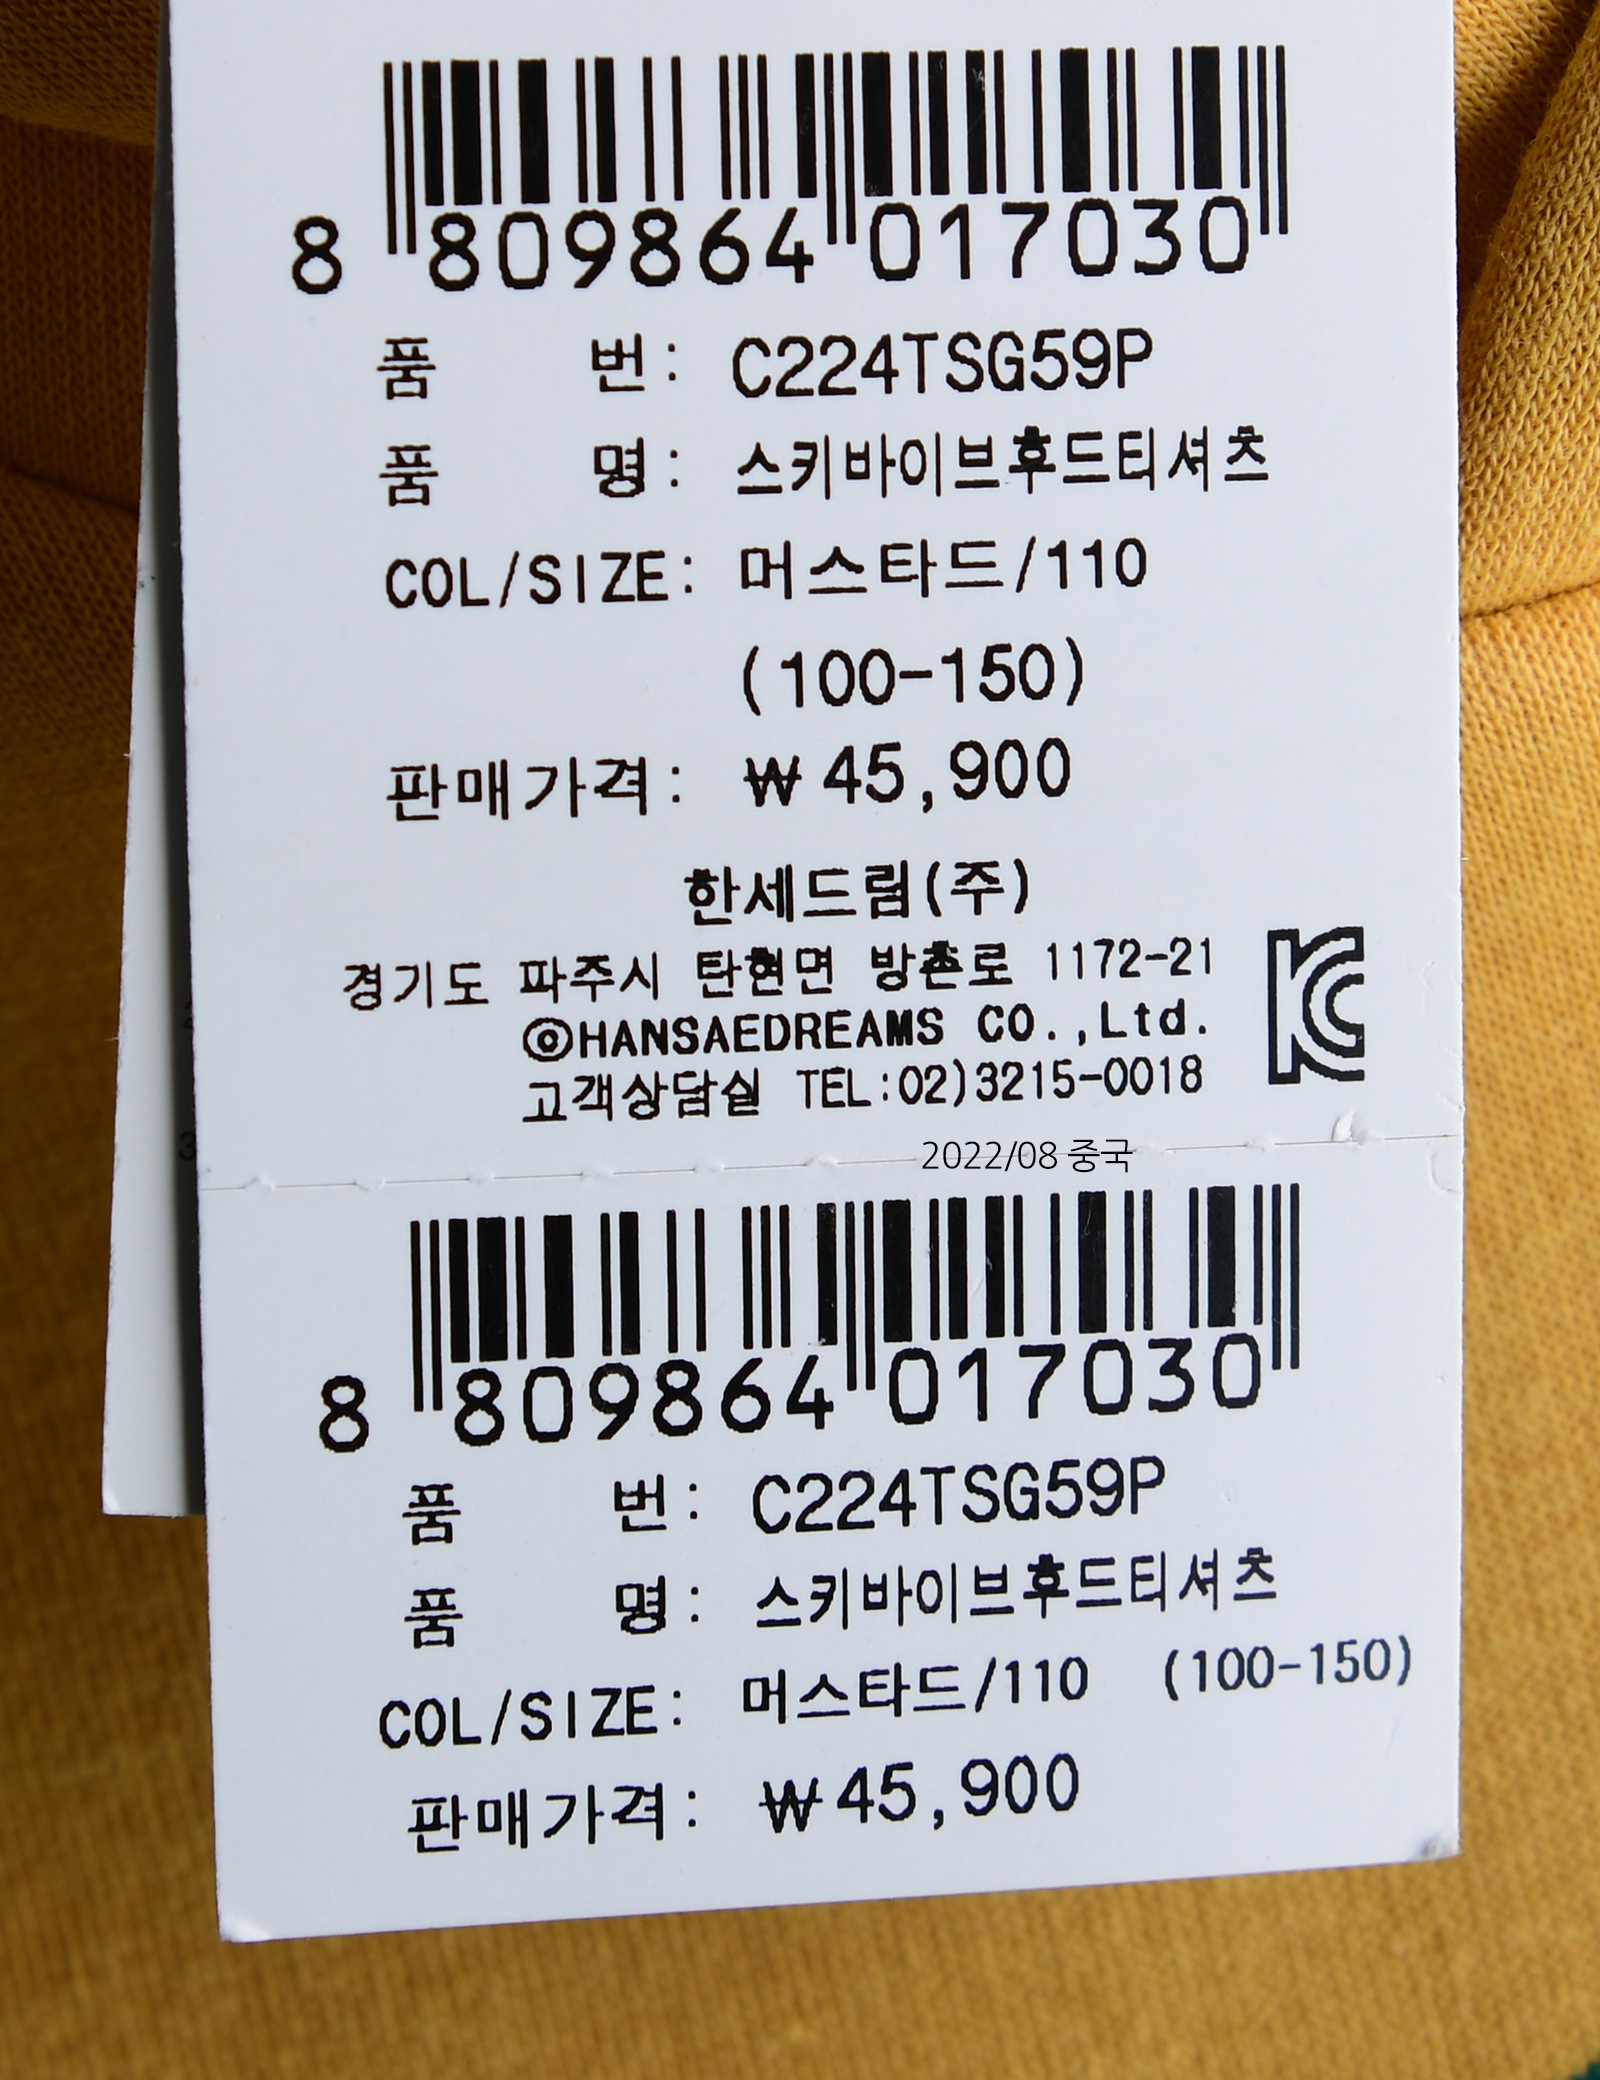 8 809864 017030
품 번: C224TSG59P
품 명: 스키바이브후드티셔츠
COL/SIZE: 머스타드/110
(100-150)
판매가격: ₩45,900
한세드림(주)
경기도 파주시 탄현면 방촌로 1172-21
©HANSAEDREAMS CO.,Ltd.
고객상담실 TEL:02)3215-0018
2022/08 중국
8 809864 017030
품 번: C224TSG59P
품 명: 스키바이브후드티셔츠
COL/SIZE: 머스타드/110 (100-150)
판매가격: ₩45,900